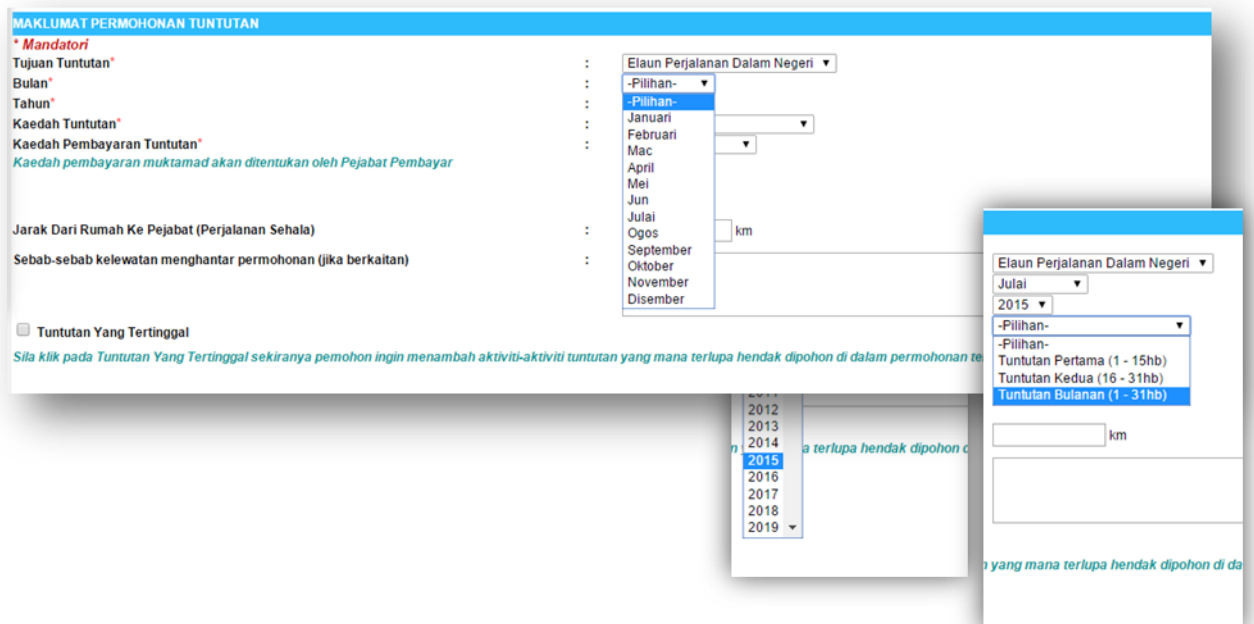 MAKLUMAT PERMOHONAN TUNTUTAN
* Mandatori
Tujuan Tuntutan* : Elaun Perjalanan Dalam Negeri
Bulan* : -Pilihan-
Tahun* : -Pilihan-
Kaedah Tuntutan* : Januari
Februari
Kaedah Pembayaran Tuntutan* : Mac
Kaedah pembayaran muktamad akan ditentukan oleh Pejabat Pembayar
April
Mei
Jun
Julai
Jarak Dari Rumah Ke Pejabat (Perjalanan Sehala) : Ogos km
September
Sebab-sebab kelewatan menghantar permohonan (jika berkaitan) : Oktober
November
Disember
Tuntutan Yang Tertinggal
Sila klik pada Tuntutan Yang Tertinggal sekiranya pemohon ingin menambah aktiviti-aktiviti tuntutan yang mana terlupa hendak dipohon di dalam permohonan
2012
2013
2014
2015
2016
2017
2018
2019
a terlupa hendak dipohon
Elaun Perjalanan Dalam Negeri
Julai
2015
-Pilihan-
-Pilihan-
Tuntutan Pertama (1 - 15hb)
Tuntutan Kedua (16 - 31hb)
Tuntutan Bulanan (1 - 31hb)
km
yang mana terlupa hendak dipohon di da